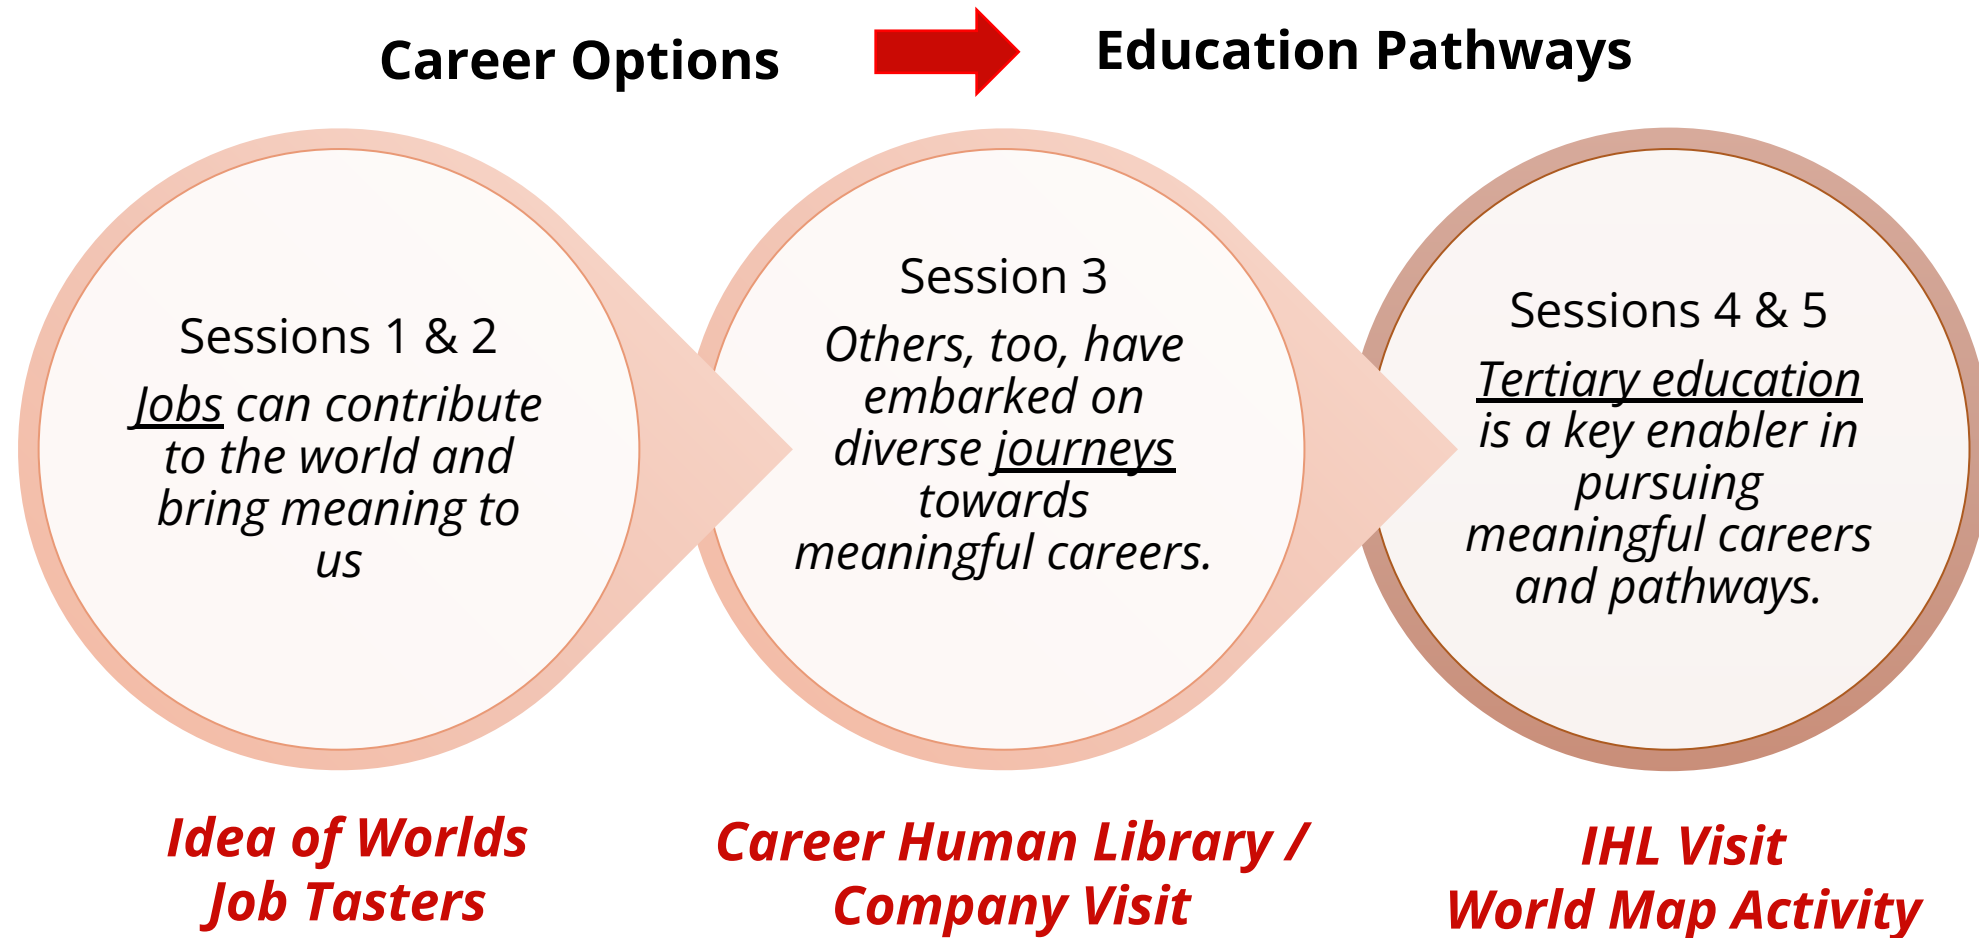 Career Options
Education Pathways
Sessions 1 & 2
Jobs can contribute
to the world and
bring meaning to
us
Session 3
Others, too, have
embarked on
diverse journeys
towards
meaningful careers.
Sessions 4 & 5
Tertiary education
is a key enabler in
pursuing
meaningful careers
and pathways.
Idea of Worlds
Job Tasters
Career Human Library /
Company Visit
IHL Visit
World Map Activity